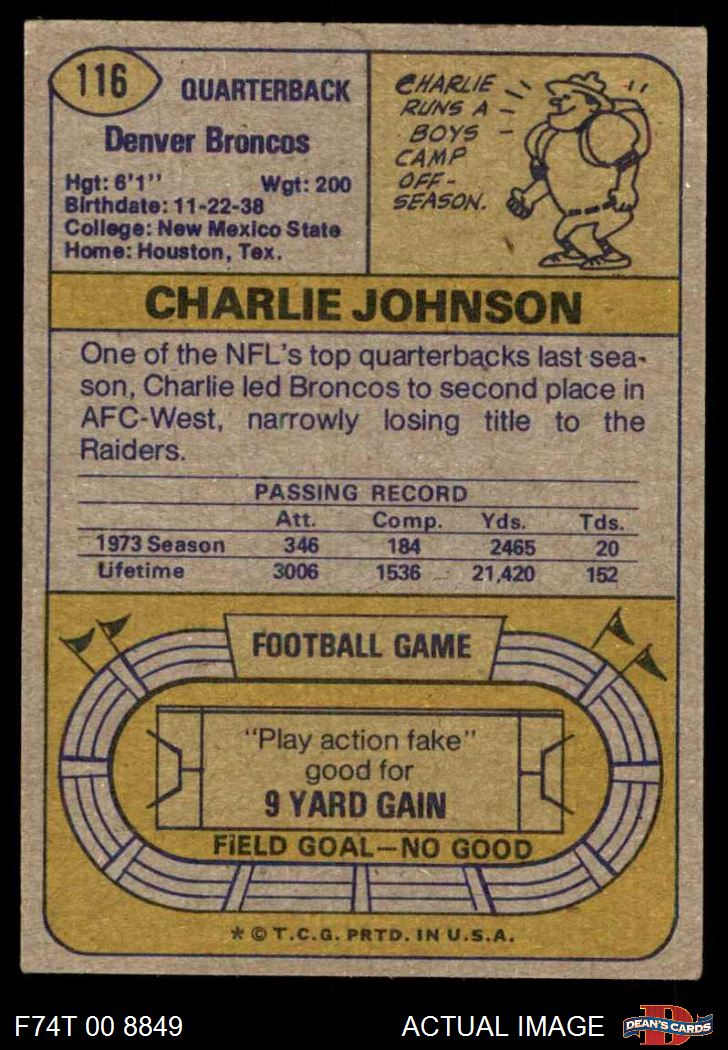 116
QUARTERBACK
Denver Broncos
Hgt: 6'1"
Wgt: 200
Birthdate: 11-22-38
College: New Mexico State
Home: Houston, Tex.
CHARLIE
RUNS A
BOYS
CAMP
OFF-
SEASON.
CHARLIE JOHNSON
One of the NFL's top quarterbacks last sea-
son, Charlie led Broncos to second place in
AFC-West, narrowly losing title to the
Raiders.
PASSING RECORD
Att. Comp. Yds. Tds.
1973 Season 346 184 2465 20
Lifetime 3006 1536 21,420 152
FOOTBALL GAME
"Play action fake"
good for
9 YARD GAIN
FIELD GOAL—NO GOOD
* © T.C.G. PRTD. IN U.S.A.
F74T 00 8849
ACTUAL IMAGE
D
DEAN'S CARDS